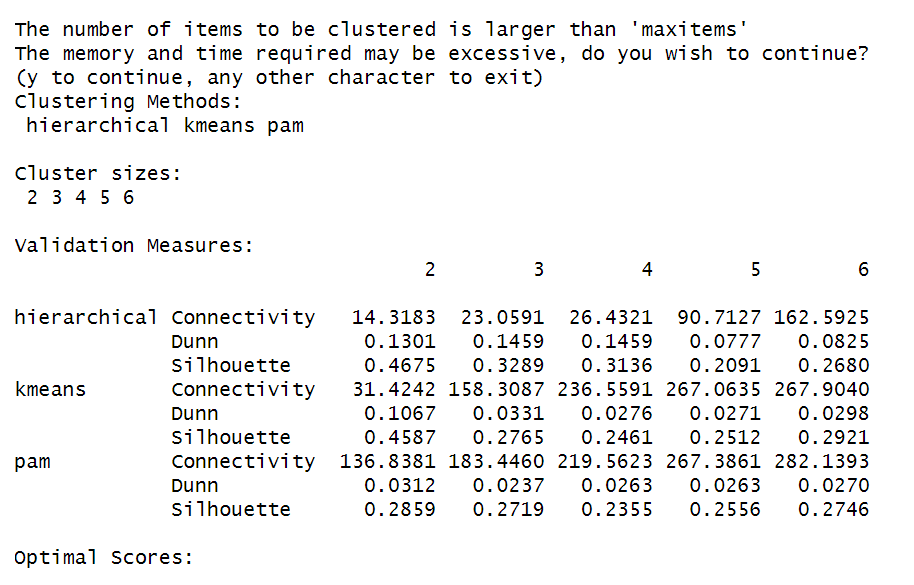 The number of items to be clustered is larger than 'maxitems'
The memory and time required may be excessive, do you wish to continue?
(y to continue, any other character to exit)
Clustering Methods:
 hierarchical kmeans pam

Cluster sizes:
 2 3 4 5 6

Validation Measures:
                                  2        3        4        5        6

hierarchical Connectivity   14.3183  23.0591  26.4321  90.7127 162.5925
             Dunn            0.1301   0.1459   0.1459   0.0777   0.0825
             Silhouette      0.4675   0.3289   0.3136   0.2091   0.2680
kmeans       Connectivity   31.4242 158.3087 236.5591 267.0635 267.9040
             Dunn            0.1067   0.0331   0.0276   0.0271   0.0298
             Silhouette      0.4587   0.2765   0.2461   0.2512   0.2921
pam          Connectivity  136.8381 183.4460 219.5623 267.3861 282.1393
             Dunn            0.0312   0.0237   0.0263   0.0263   0.0270
             Silhouette      0.2859   0.2719   0.2355   0.2556   0.2746

Optimal Scores: